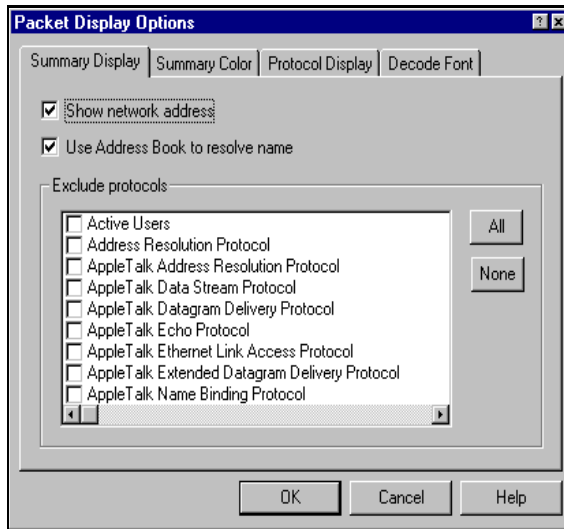 Packet Display Options
Summary Display Summary Color Protocol Display Decode Font
Show network address
Use Address Book to resolve name
Exclude protocols
Active Users
Address Resolution Protocol
AppleTalk Address Resolution Protocol
AppleTalk Data Stream Protocol
AppleTalk Datagram Delivery Protocol
AppleTalk Echo Protocol
AppleTalk Ethernet Link Access Protocol
AppleTalk Extended Datagram Delivery Protocol
AppleTalk Name Binding Protocol
All
None
OK Cancel Help